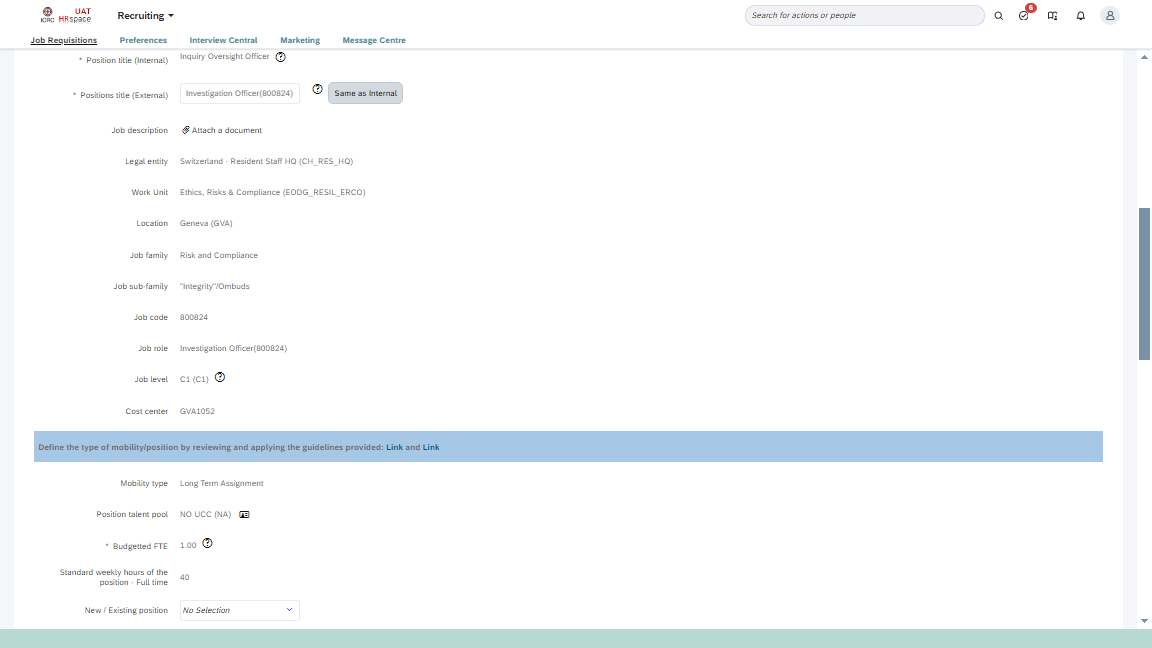 ICRC
UAT
HRspace
Recruiting
Search for actions or people
6
Job Requisitions
Preferences
Interview Central
Marketing
Message Centre
* Position title (Internal) Inquiry Oversight Officer
* Positions title (External) Investigation Officer(800824) Same as Internal
Job description Attach a document
Legal entity Switzerland - Resident Staff HQ (CH_RES_HQ)
Work Unit Ethics, Risks & Compliance (EODG_RESIL_ERCO)
Location Geneva (GVA)
Job family Risk and Compliance
Job sub-family "Integrity"/Ombuds
Job code 800824
Job role Investigation Officer(800824)
Job level C1 (C1)
Cost center GVA1052
Define the type of mobility/position by reviewing and applying the guidelines provided: Link and Link
Mobility type Long Term Assignment
Position talent pool NO UCC (NA)
* Budgetted FTE 1.00
Standard weekly hours of the
position - Full time 40
New / Existing position No Selection